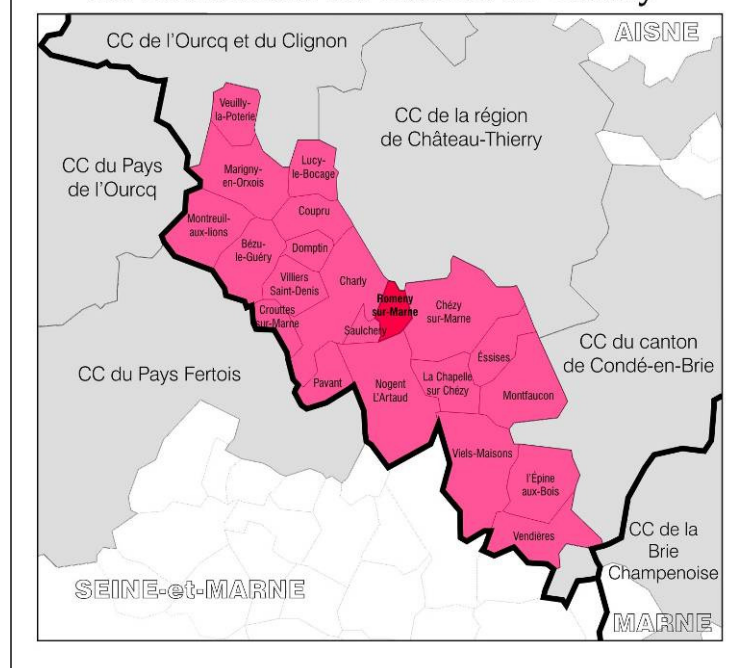 CC de l'Ourcq et du Clignon
AISNE
Veuilly-
la-Poterie
CC de la région
de Château-Thierry
CC du Pays
de l'Ourcq
Marigny-
en-Orxois
Lucy-
le-Bocage
Coupru
Montreuil-
aux-lions
Bézu-
le-Guéry
Domptin
Villiers
Saint-Denis
Charly
Crouttes
sur-Marne
Romeny
sur-Marne
Saulchery
Chézy
sur-Marne
CC du canton
de Condé-en-Brie
Éssises
CC du Pays Fertois
Pavant
Nogent
L'Artaud
La Chapelle
sur Chézy
Montfaucon
Viels-Maisons
l'Épine
aux-Bois
Vendières
CC de la
Brie
Champenoise
SEINE-et-MARNE
MARNE